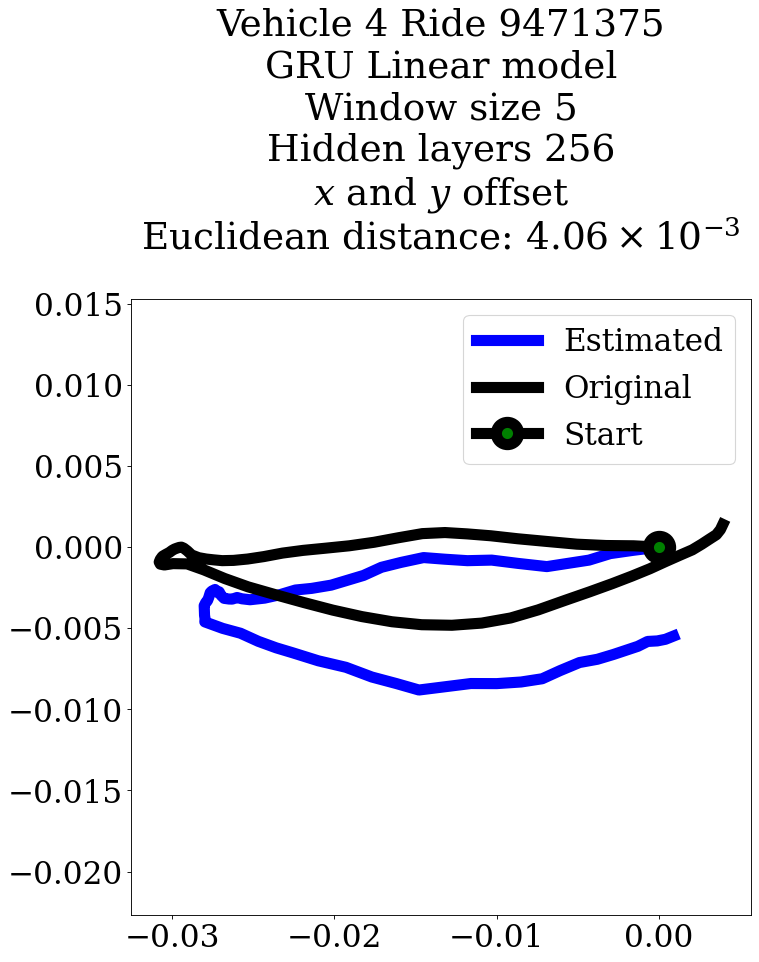 Vehicle 4 Ride 9471375
GRU Linear model
Window size 5
Hidden layers 256
x and y offset
Euclidean distance: 4.06 × 10⁻³
Estimated
Original
Start
0.015
0.010
0.005
0.000
−0.005
−0.010
−0.015
−0.020
−0.03
−0.02
−0.01
0.00